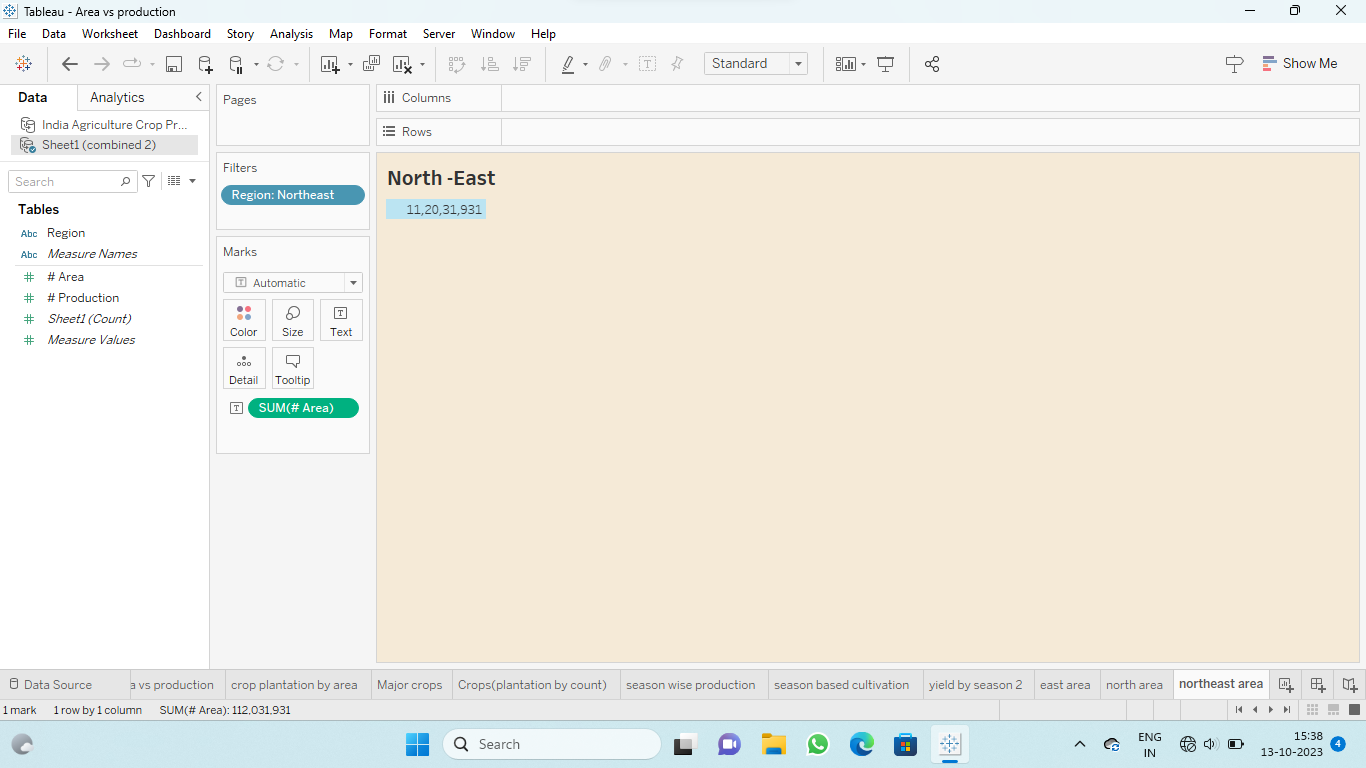 Tableau - Area vs production
File Data Worksheet Dashboard Story Analysis Map Format Server Window Help
Standard
Show Me
Data Analytics
India Agriculture Crop Pr...
Sheet1 (combined 2)
Search
Tables
Abc Region
Abc Measure Names
# Area
# Production
Sheet1 (Count)
Measure Values
Pages
Filters
Region: Northeast
Marks
Automatic
Color Size Text
Detail Tooltip
SUM(# Area)
Columns
Rows
North -East
11,20,31,931
Data Source a vs production crop plantation by area Major crops Crops(plantation by count) season wise production season based cultivation yield by season 2 east area north area northeast area
1 mark 1 row by 1 column SUM(# Area): 112,031,931
Search
ENG
IN
15:38
13-10-2023
4